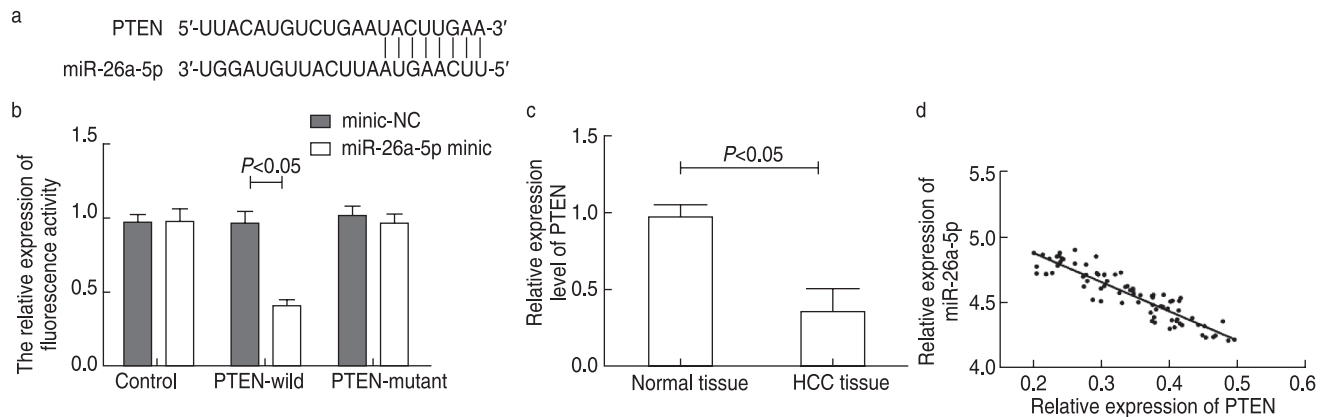 a
PTEN 5′-UUACAUGUCUGAAUACUUGAA-3′
miR-26a-5p 3′-UGGAUGUUACUUAAUGAACUU-5′
b
minic-NC
miR-26a-5p minic
The relative expression of
fluorescence activity
1.5
1.0
0.5
0.0
P<0.05
Control PTEN-wild PTEN-mutant
c
Relative expression
level of PTEN
1.5
1.0
0.5
0.0
P<0.05
Normal tissue HCC tissue
d
Relative expression of
miR-26a-5p
5.5
5.0
4.5
4.0
0.2 0.3 0.4 0.5 0.6
Relative expression of PTEN